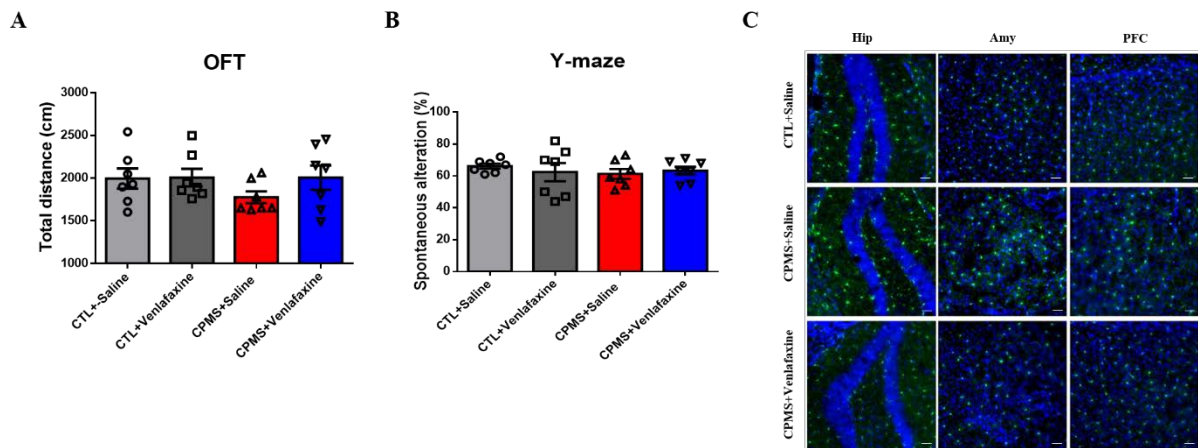 A
OFT
Total distance (cm)
3000
2500
2000
1500
1000
CTL+-Saline
CTL+Venlafaxine
CPMS+Saline
CPMS+Venlafaxine
B
Y-maze
Spontaneous alteration (%)
100
80
60
40
20
0
CTL+Saline
CTL+Venlafaxine
CPMS+Saline
CPMS+Venlafaxine
C
Hip
Amy
PFC
CTL+Saline
CPMS+Saline
CPMS+Venlafaxine